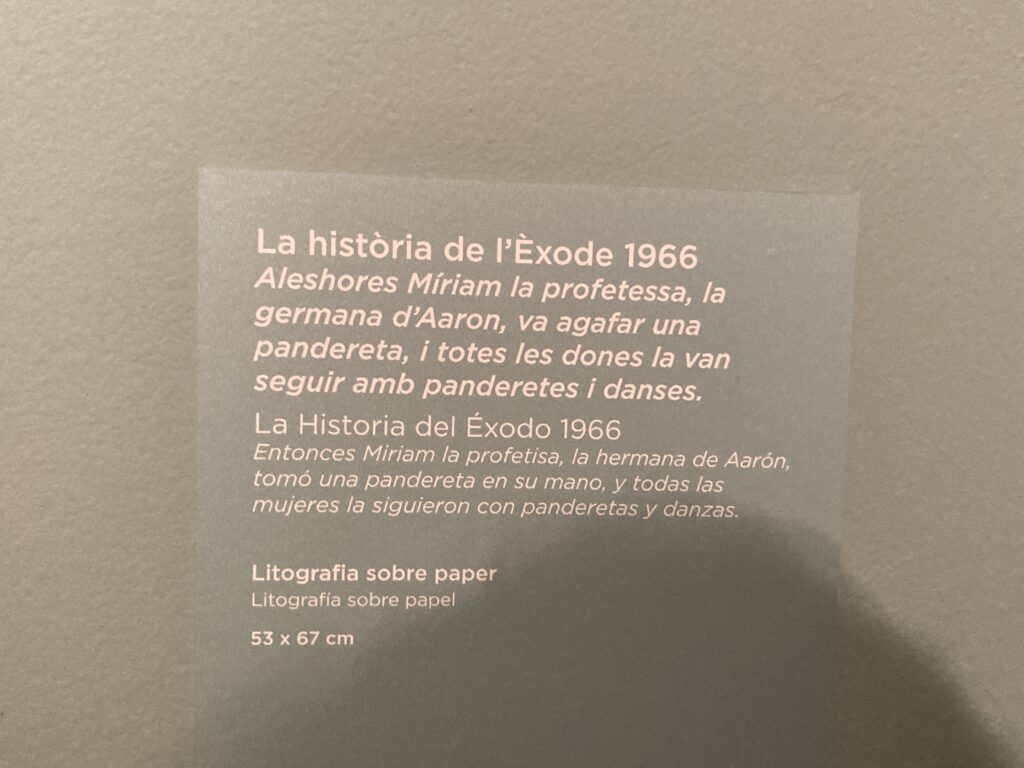 La història de l'Èxode 1966
Aleshores Míriam la profetessa, la
germana d'Aaron, va agafar una
pandereta, i totes les dones la van
seguir amb panderetes i danses.
La Historia del Éxodo 1966
Entonces Miriam la profetisa, la hermana de Aarón,
tomó una pandereta en su mano, y todas las
mujeres la siguieron con panderetas y danzas.
Litografia sobre paper
Litografía sobre papel
53 x 67 cm